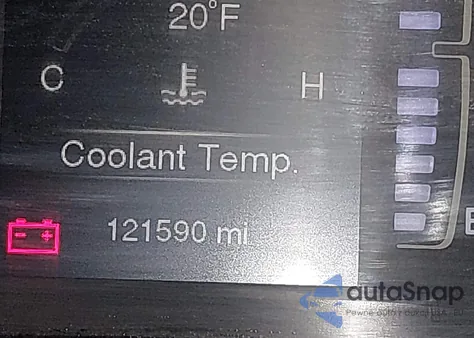 20°F
C H
Coolant Temp.
121590 mi
E
autaSnap